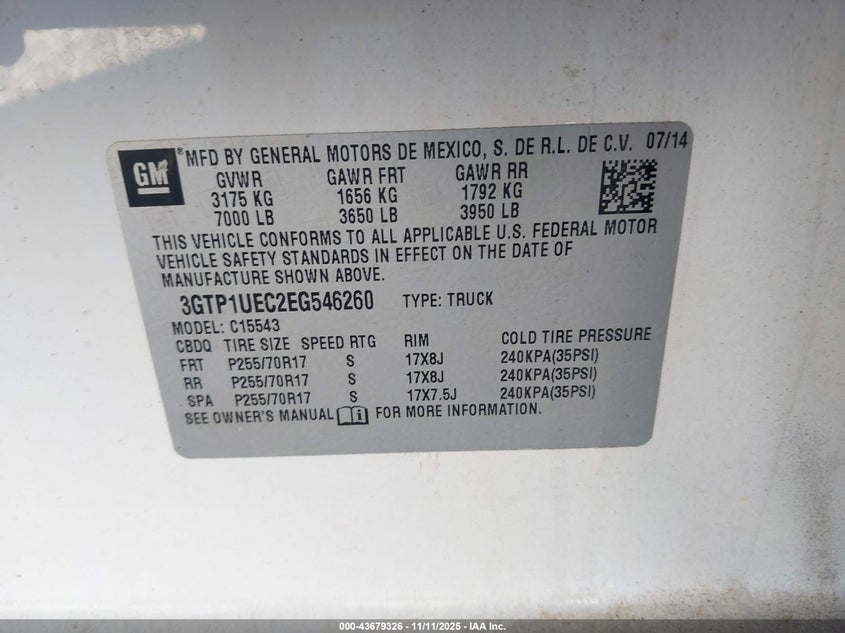 GM
® MFD BY GENERAL MOTORS DE MEXICO, S. DE R.L. DE C.V. 07/14
GVWR GAWR FRT GAWR RR
3175 KG 1656 KG 1792 KG
7000 LB 3650 LB 3950 LB
THIS VEHICLE CONFORMS TO ALL APPLICABLE U.S. FEDERAL MOTOR
VEHICLE SAFETY STANDARDS IN EFFECT ON THE DATE OF
MANUFACTURE SHOWN ABOVE.
3GTP1UEC2EG546260 TYPE: TRUCK
MODEL: C15543
CBDQ TIRE SIZE SPEED RTG RIM COLD TIRE PRESSURE
FRT P255/70R17 S 17X8J 240KPA(35PSI)
RR P255/70R17 S 17X8J 240KPA(35PSI)
SPA P255/70R17 S 17X7.5J 240KPA(35PSI)
SEE OWNER'S MANUAL FOR MORE INFORMATION.
000-43679326 - 11/11/2025 - IAA Inc.